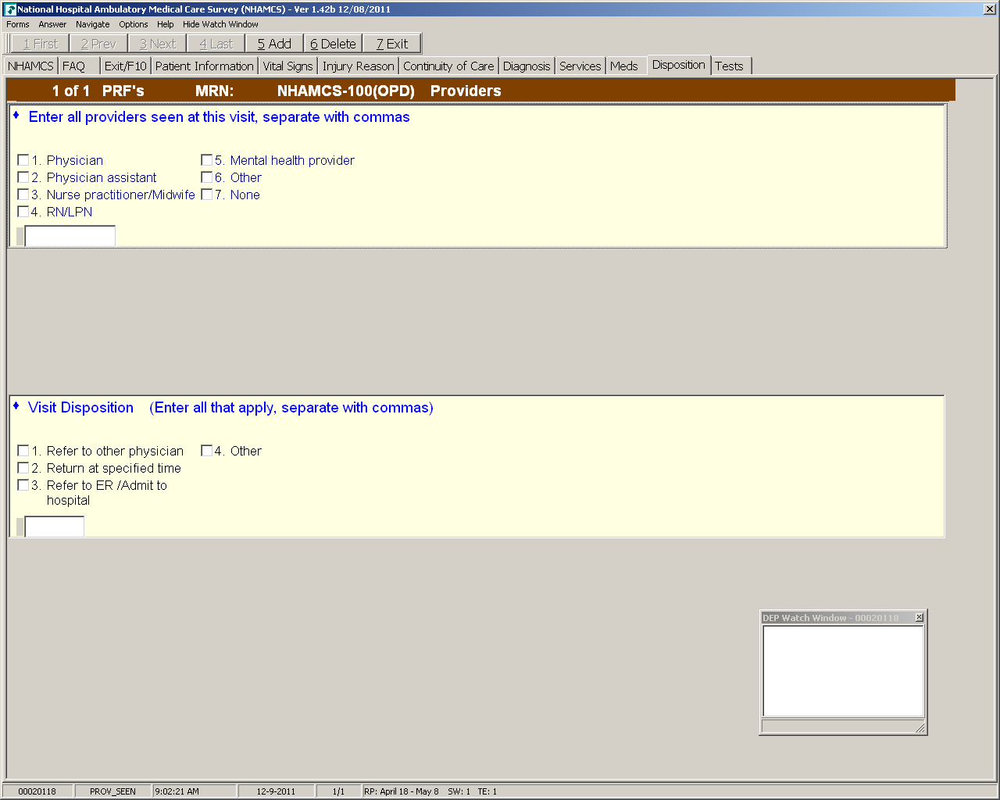 National Hospital Ambulatory Medical Care Survey (NHAMCS) - Ver 1.42b 12/08/2011
Forms Answer Navigate Options Help Hide Watch Window
1 First 2 Prev 3 Next 4 Last 5 Add 6 Delete 7 Exit
NHAMCS FAQ Exit/F10 Patient Information Vital Signs Injury Reason Continuity of Care Diagnosis Services Meds Disposition Tests
1 of 1 PRF's MRN: NHAMCS-100(OPD) Providers
Enter all providers seen at this visit, separate with commas
1. Physician 5. Mental health provider
2. Physician assistant 6. Other
3. Nurse practitioner/Midwife 7. None
4. RN/LPN
Visit Disposition (Enter all that apply, separate with commas)
1. Refer to other physician 4. Other
2. Return at specified time
3. Refer to ER /Admit to
hospital
DEP Watch Window - 00020118
00020118 PROV_SEEN 9:02:21 AM 12-9-2011 1/1 RP: April 18 - May 8 SW: 1 TE: 1